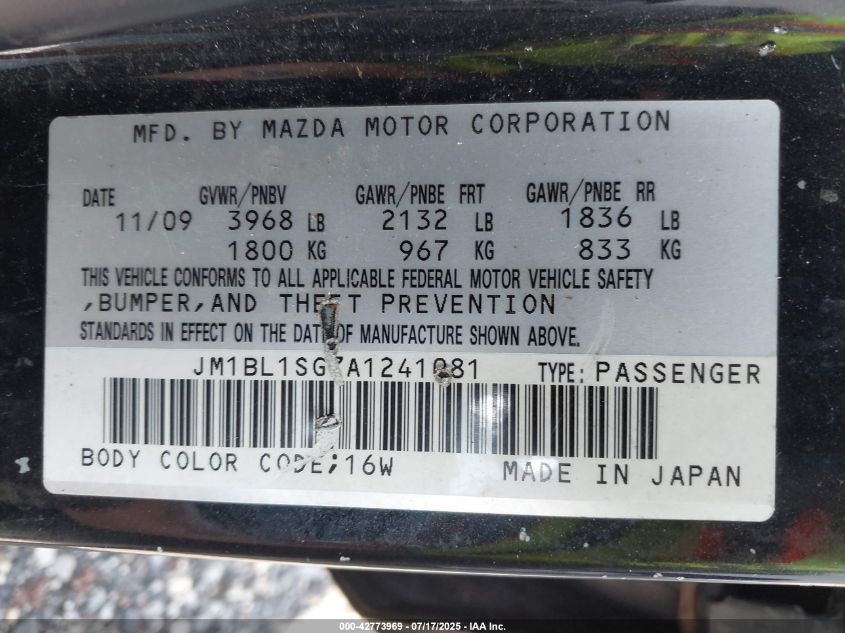 MFD. BY MAZDA MOTOR CORPORATION
DATE GVWR/PNBV GAWR/PNBE FRT GAWR/PNBE RR
11/09 3968 LB 2132 LB 1836 LB
1800 KG 967 KG 833 KG
THIS VEHICLE CONFORMS TO ALL APPLICABLE FEDERAL MOTOR VEHICLE SAFETY
,BUMPER,AND THEFT PREVENTION
STANDARDS IN EFFECT ON THE DATE OF MANUFACTURE SHOWN ABOVE.
JM1BL1SG7A1241081 TYPE: PASSENGER
BODY COLOR CODE;16W MADE IN JAPAN
000-42773969 - 07/17/2025 - IAA Inc.